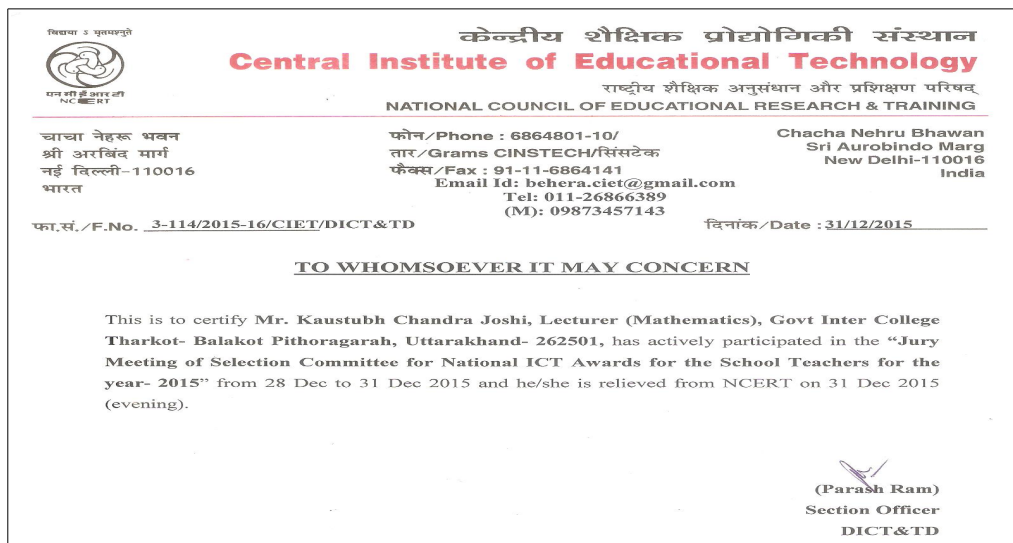 विद्यया ऽ मृतमश्नुते
एन सी ई आर टी
NCERT
केन्द्रीय शैक्षिक प्रोद्योगिकी संस्थान
Central Institute of Educational Technology
राष्ट्रीय शैक्षिक अनुसंधान और प्रशिक्षण परिषद्
NATIONAL COUNCIL OF EDUCATIONAL RESEARCH & TRAINING
चाचा नेहरू भवन
श्री अरबिंद मार्ग
नई दिल्ली-110016
भारत
फोन/Phone : 6864801-10/
तार/Grams CINSTECH/सिंसटेक
फैक्स/Fax : 91-11-6864141
Email Id: behera.ciet@gmail.com
Tel: 011-26866389
(M): 09873457143
Chacha Nehru Bhawan
Sri Aurobindo Marg
New Delhi-110016
India
फा.सं./F.No. 3-114/2015-16/CIET/DICT&TD
दिनांक/Date : 31/12/2015
TO WHOMSOEVER IT MAY CONCERN
This is to certify Mr. Kaustubh Chandra Joshi, Lecturer (Mathematics), Govt Inter College
Tharkot- Balakot Pithoragarah, Uttarakhand- 262501, has actively participated in the “Jury
Meeting of Selection Committee for National ICT Awards for the School Teachers for the
year- 2015” from 28 Dec to 31 Dec 2015 and he/she is relieved from NCERT on 31 Dec 2015
(evening).
(Parash Ram)
Section Officer
DICT&TD